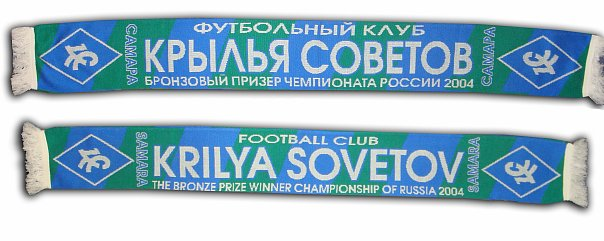 ФУТБОЛЬНЫЙ КЛУБ
САМАРА КРЫЛЬЯ СОВЕТОВ САМАРА
БРОНЗОВЫЙ ПРИЗЕР ЧЕМПИОНАТА РОССИИ 2004
FOOTBALL CLUB
SAMARA KRILYA SOVETOV SAMARA
THE BRONZE PRIZE WINNER CHAMPIONSHIP OF RUSSIA 2004